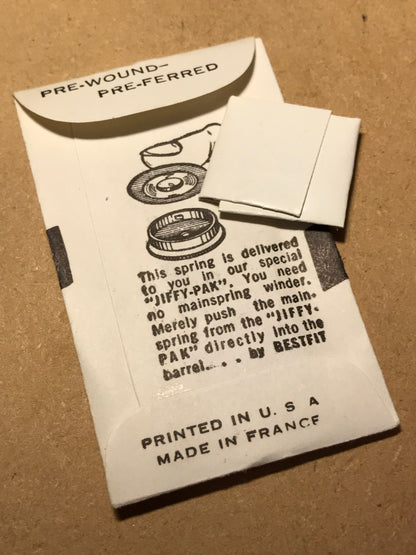 PRE-WOUND—
PRE-FERRED
This spring is delivered
to you in our special
"JIFFY-PAK". You need
no mainspring winder.
Merely push the main-
spring from the "JIFFY-
PAK" directly into the
barrel. . . . by BESTFIT
PRINTED IN U. S A
MADE IN FRANCE